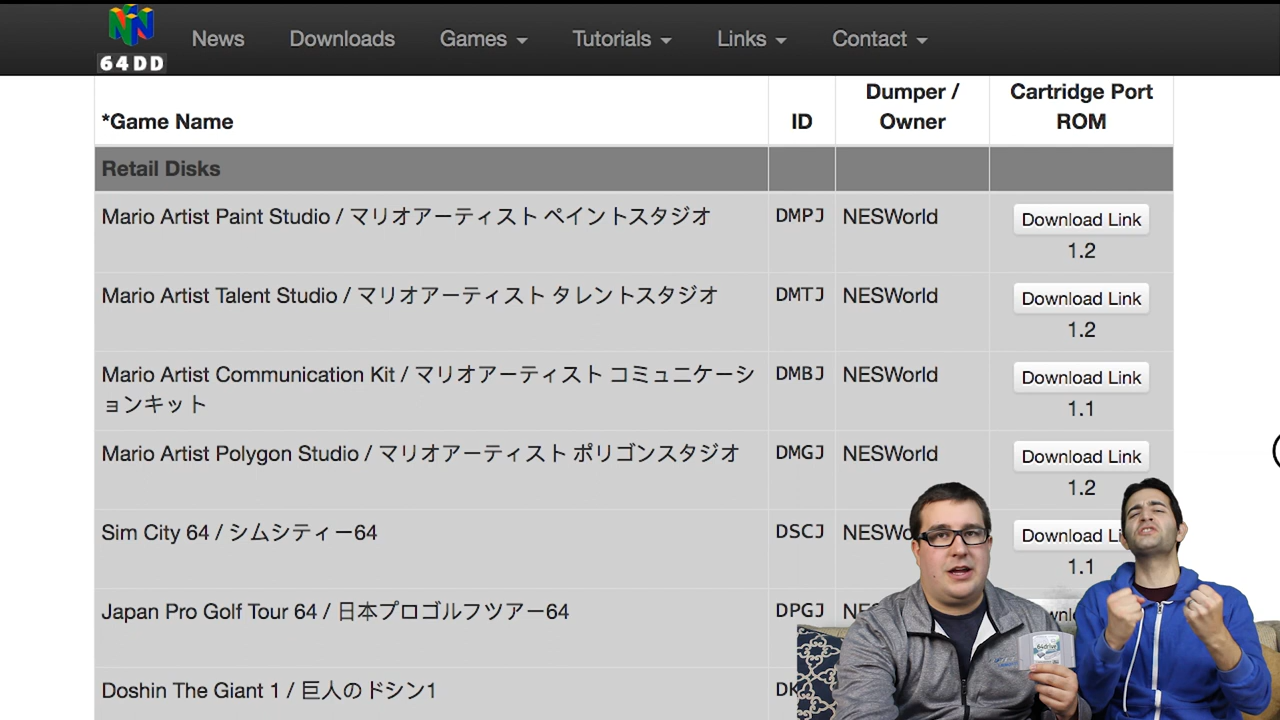 64DD
News Downloads Games Tutorials Links Contact
*Game Name ID Dumper / Owner Cartridge Port ROM
Retail Disks
Mario Artist Paint Studio / マリオアーティスト ペイントスタジオ DMPJ NESWorld Download Link
1.2
Mario Artist Talent Studio / マリオアーティスト タレントスタジオ DMTJ NESWorld Download Link
1.2
Mario Artist Communication Kit / マリオアーティスト コミュニケーシ DMBJ NESWorld Download Link
ョンキット 1.1
Mario Artist Polygon Studio / マリオアーティスト ポリゴンスタジオ DMGJ NESWorld Download Link
1.2
Sim City 64 / シムシティー64 DSCJ Download
1.1
Japan Pro Golf Tour 64 / 日本プロゴルフツアー64 DPGJ
Doshin The Giant 1 / 巨人のドシン1
64drive